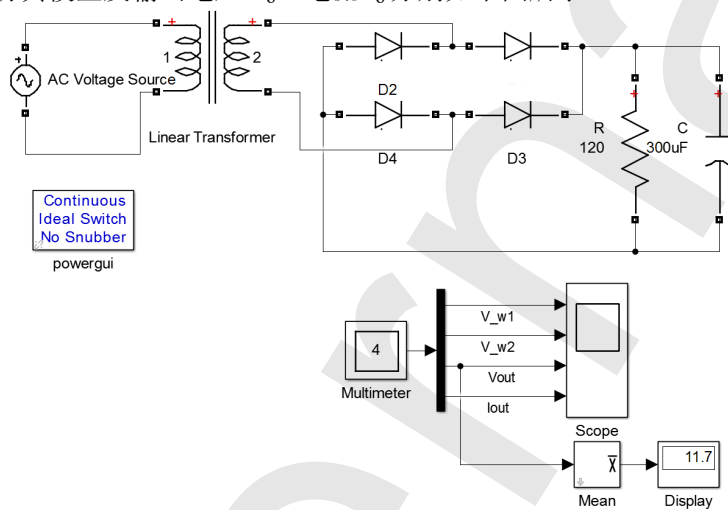 1
2
AC Voltage Source
Linear Transformer
D2
D4
D3
R
120
C
300uF
Continuous
Ideal Switch
No Snubber
powergui
4
Multimeter
V_w1
V_w2
Vout
Iout
Scope
Mean
11.7
Display